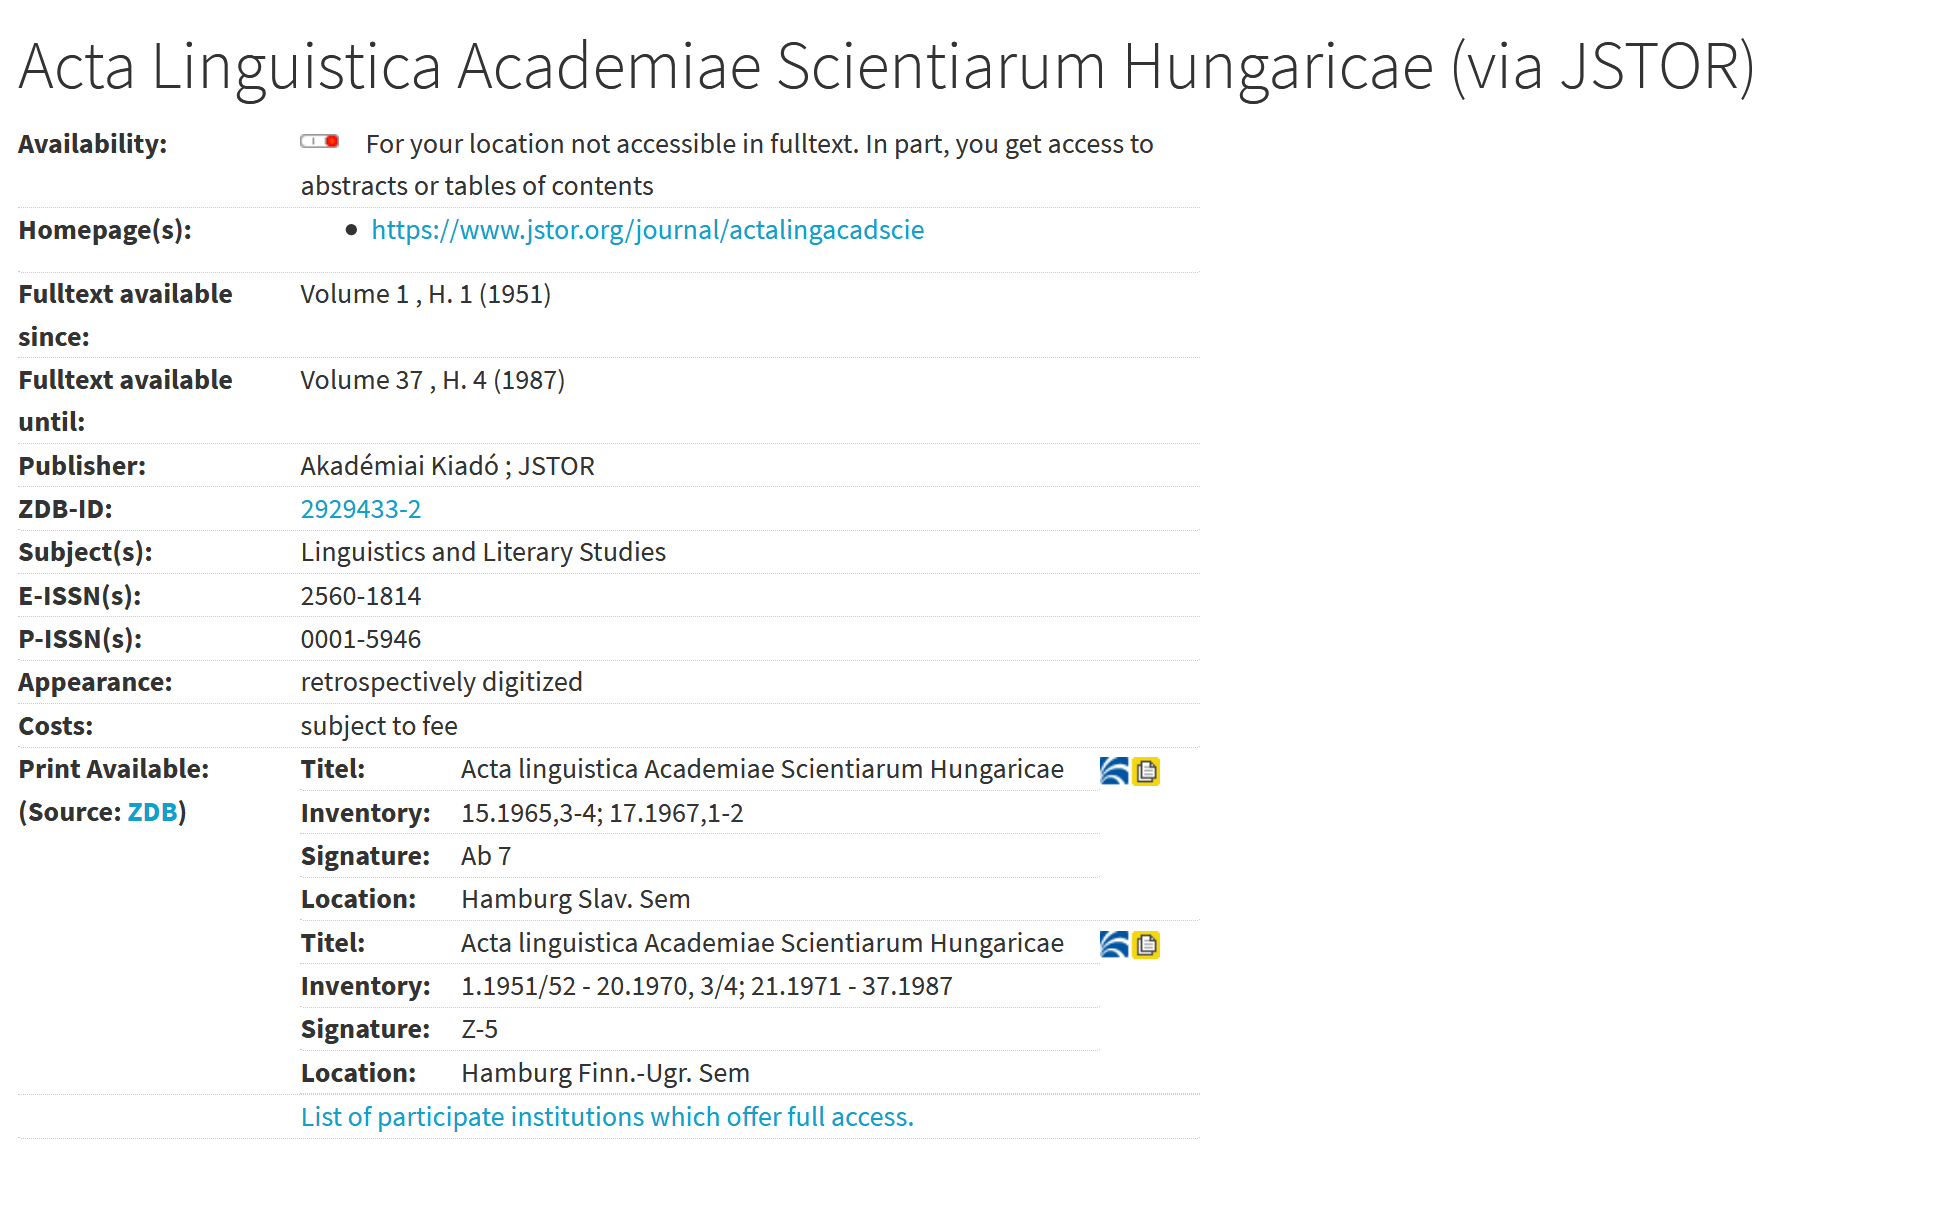 Acta Linguistica Academiae Scientiarum Hungaricae (via JSTOR)
Availability: For your location not accessible in fulltext. In part, you get access to
abstracts or tables of contents
Homepage(s): • https://www.jstor.org/journal/actalingacadscie
Fulltext available Volume 1 , H. 1 (1951)
since:
Fulltext available Volume 37 , H. 4 (1987)
until:
Publisher: Akadémiai Kiadó ; JSTOR
ZDB-ID: 2929433-2
Subject(s): Linguistics and Literary Studies
E-ISSN(s): 2560-1814
P-ISSN(s): 0001-5946
Appearance: retrospectively digitized
Costs: subject to fee
Print Available: Titel: Acta linguistica Academiae Scientiarum Hungaricae
(Source: ZDB) Inventory: 15.1965,3-4; 17.1967,1-2
Signature: Ab 7
Location: Hamburg Slav. Sem
Titel: Acta linguistica Academiae Scientiarum Hungaricae
Inventory: 1.1951/52 - 20.1970, 3/4; 21.1971 - 37.1987
Signature: Z-5
Location: Hamburg Finn.-Ugr. Sem
List of participate institutions which offer full access.